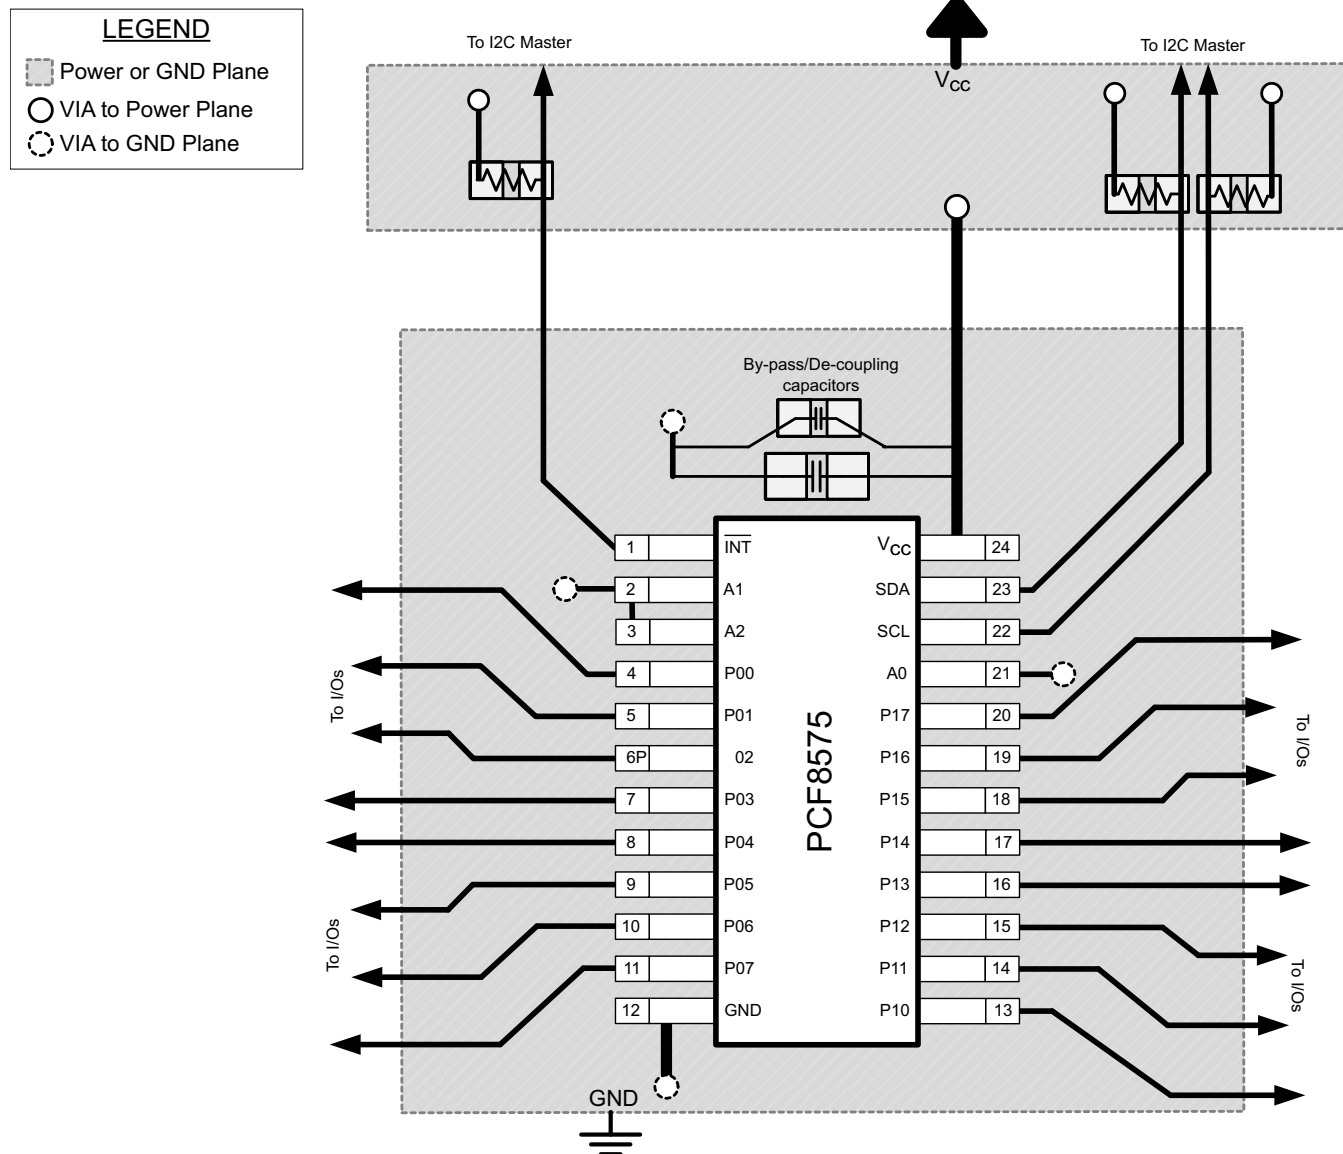 LEGEND
Power or GND Plane
VIA to Power Plane
VIA to GND Plane
To I2C Master
VCC
To I2C Master
By-pass/De-coupling
capacitors
1 INT
VCC 24
2 A1
SDA 23
3 A2
SCL 22
4 P00
A0 21
5 P01
P17 20
6P 02
P16 19
7 P03
P15 18
8 P04
P14 17
9 P05
P13 16
10 P06
P12 15
11 P07
P11 14
12 GND
P10 13
PCF8575
To I/Os
To I/Os
To I/Os
To I/Os
GND